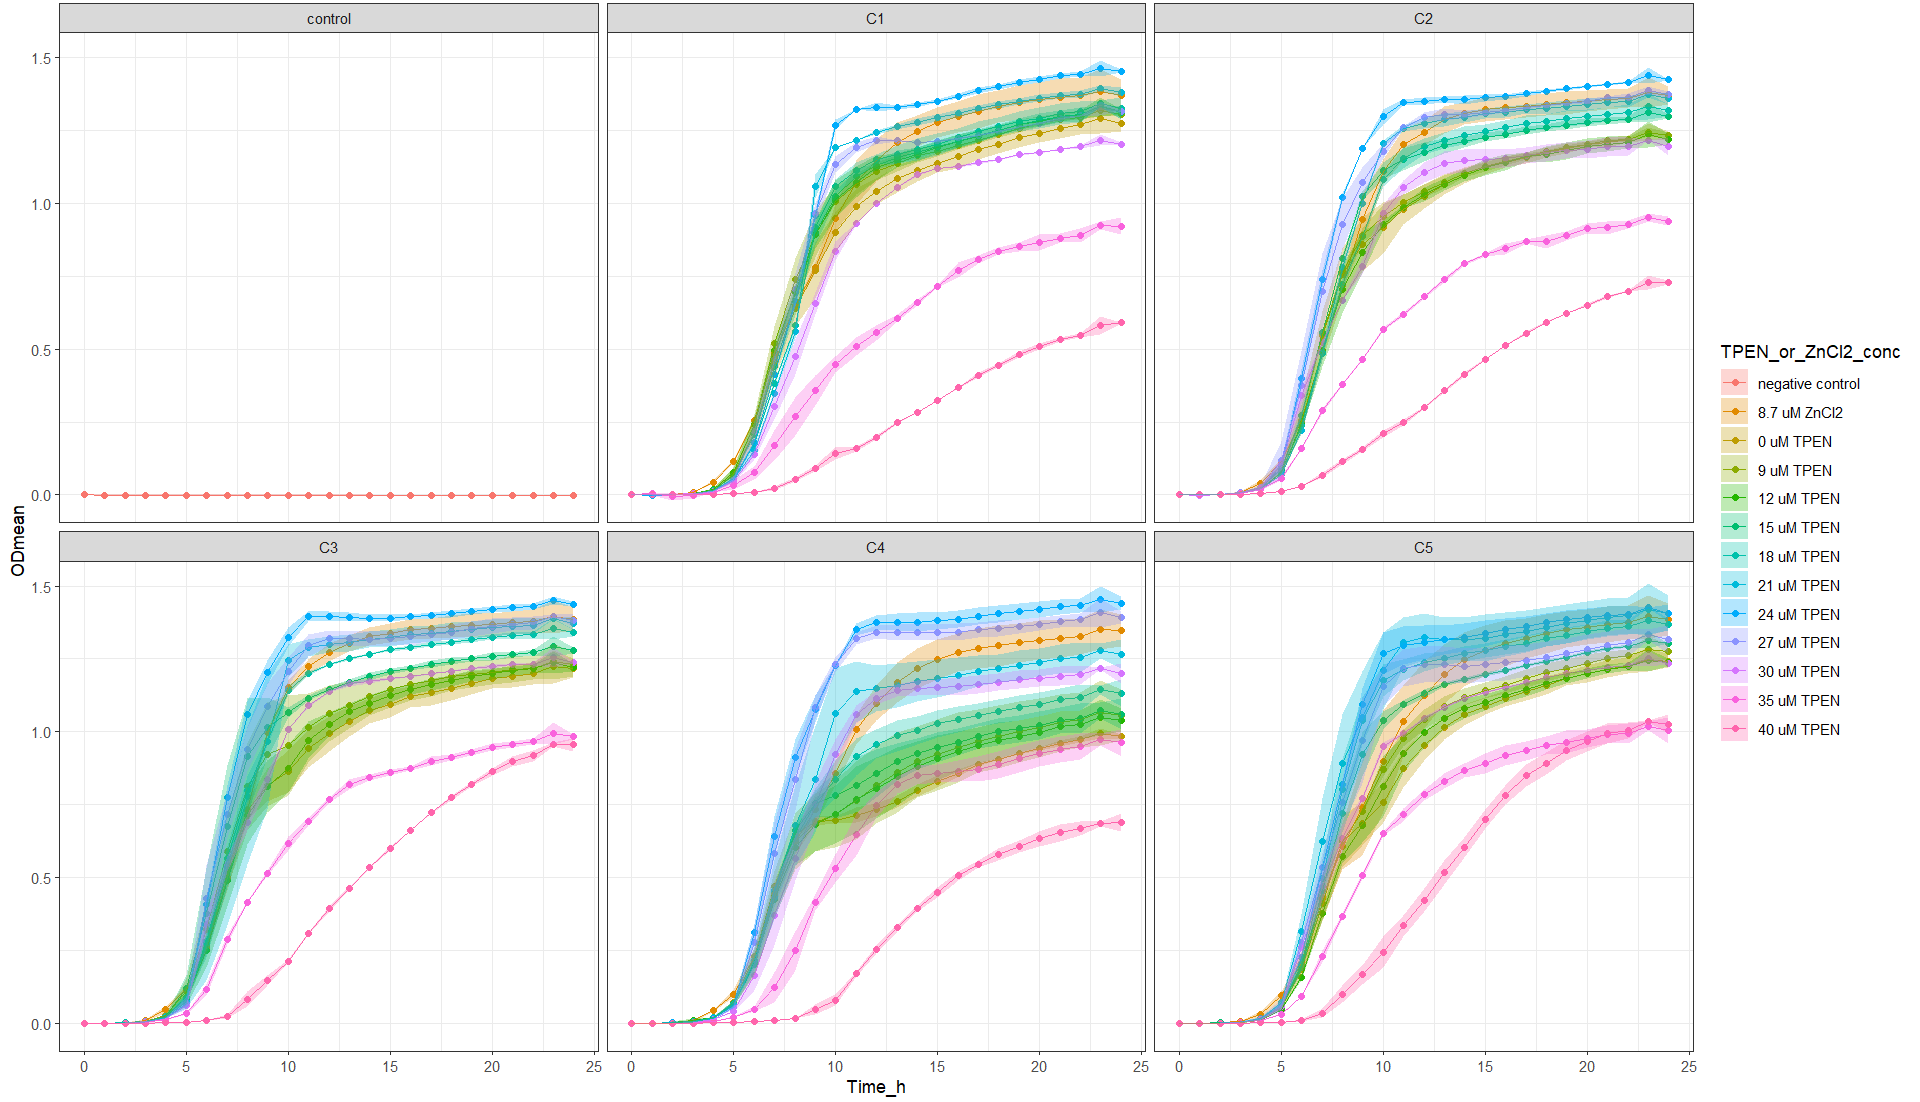 control
C1
C2
1.5
1.0
0.5
0.0
C3
C4
C5
1.5
1.0
0.5
0.0
0 5 10 15 20 25
0 5 10 15 20 25
0 5 10 15 20 25
Time_h
ODmean
TPEN_or_ZnCl2_conc
negative control
8.7 uM ZnCl2
0 uM TPEN
9 uM TPEN
12 uM TPEN
15 uM TPEN
18 uM TPEN
21 uM TPEN
24 uM TPEN
27 uM TPEN
30 uM TPEN
35 uM TPEN
40 uM TPEN